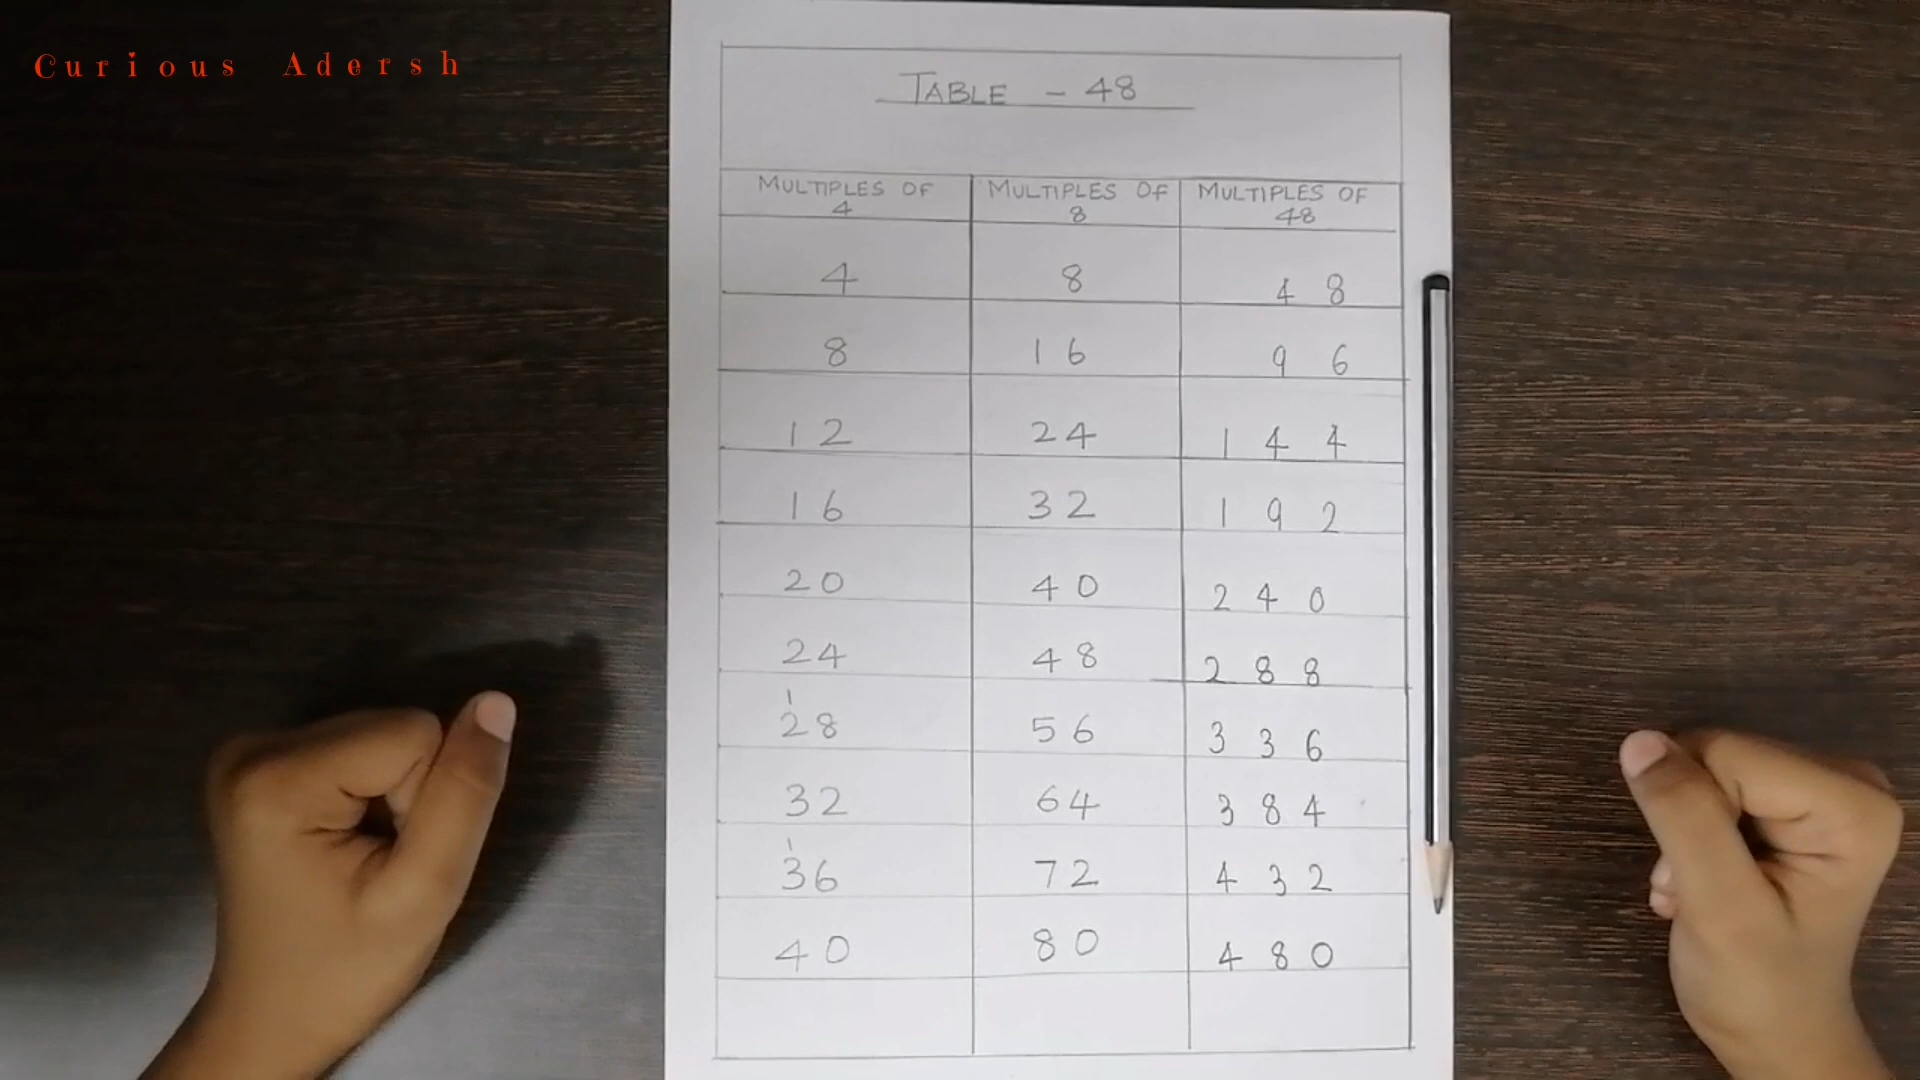 Curious Adersh
TABLE - 48
MULTIPLES OF 4 MULTIPLES OF 8 MULTIPLES OF 48
4 8 48
8 16 96
12 24 144
16 32 192
20 40 240
24 48 288
1
28 56 336
32 64 384
1
36 72 432
40 80 480